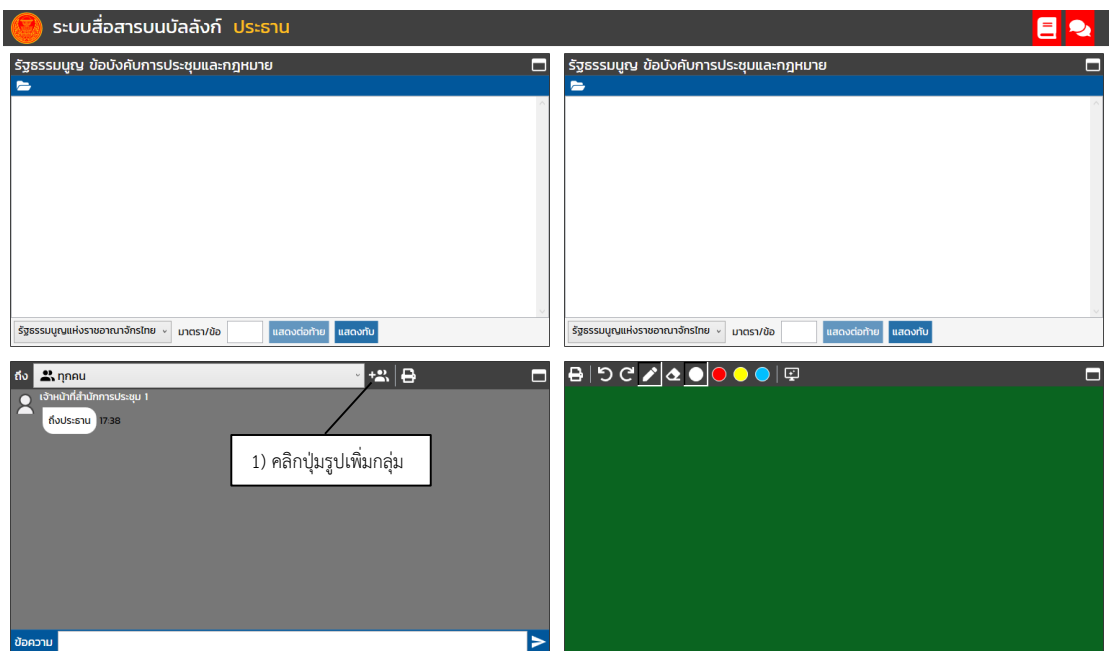 ระบบสื่อสารบนบัลลังก์ ประธาน
รัฐธรรมนูญ ข้อบังคับการประชุมและกฎหมาย
รัฐธรรมนูญแห่งราชอาณาจักรไทย มาตรา/ข้อ แสดงต่อท้าย แสดงทับ
รัฐธรรมนูญ ข้อบังคับการประชุมและกฎหมาย
รัฐธรรมนูญแห่งราชอาณาจักรไทย มาตรา/ข้อ แสดงต่อท้าย แสดงทับ
ถึง ทุกคน
เจ้าหน้าที่สำนักการประชุม 1
ถึงประธาน 17:38
1) คลิกปุ่มรูปเพิ่มกลุ่ม
ข้อความ